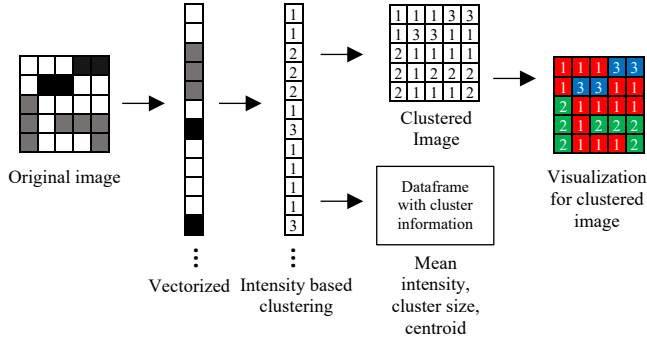 1
1
2
2
2
1
3
1
1
1
1
3
1 1 1 3 3
1 3 3 1 1
2 1 1 1 1
2 1 2 2 2
2 1 1 1 2
Clustered
Image
1 1 1 3 3
1 3 3 1 1
2 1 1 1 1
2 1 2 2 2
2 1 1 1 2
Original image
Dataframe
with cluster
information
Visualization
for clustered
image
Vectorized
Intensity based
clustering
Mean
intensity,
cluster size,
centroid